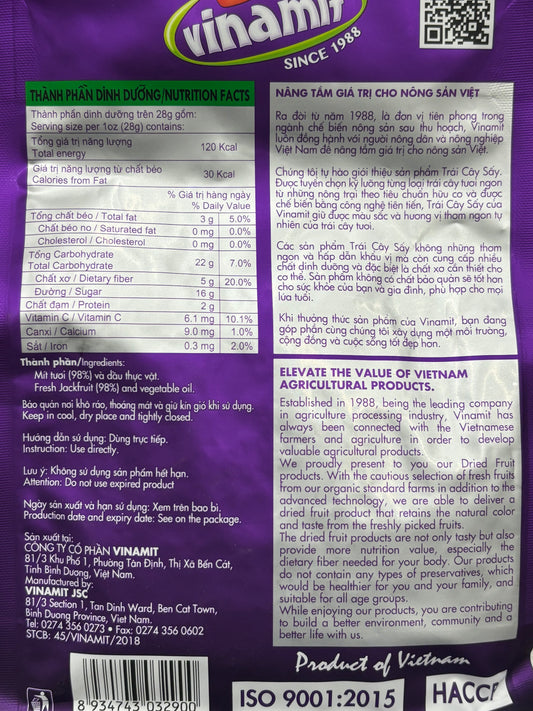 vinamit
SINCE 1988
THÀNH PHẦN DINH DƯỠNG/NUTRITION FACTS
Thành phần dinh dưỡng trên 28g gồm:
Serving size per 1oz (28g) contains:
Tổng giá trị năng lượng
Total energy 120 Kcal
Giá trị năng lượng từ chất béo
Calories from Fat 30 Kcal
% Giá trị hàng ngày
% Daily Value
Tổng chất béo / Total fat 3 g 5.0%
Chất béo no / Saturated fat 0 mg 0.0%
Cholesterol / Cholesterol 0 mg 0.0%
Tổng Carbohydrate
Total Carbohydrate 22 g 7.0%
Chất xơ / Dietary fiber 5 g 20.0%
Đường / Sugar 16 g
Chất đạm / Protein 2 g
Vitamin C / Vitamin C 6.1 mg 10.1%
Canxi / Calcium 9.0 mg 1.0%
Sắt / Iron 0.3 mg 2.0%
Thành phần/Ingredients:
Mít tươi (98%) và dầu thực vật.
Fresh Jackfruit (98%) and vegetable oil.
Bảo quản nơi khô ráo, thoáng mát và giữ kín gió khi sử dụng.
Keep in cool, dry place and tightly closed.
Hướng dẫn sử dụng: Dùng trực tiếp.
Instruction: Use directly.
Lưu ý: Không sử dụng sản phẩm hết hạn.
Attention: Do not use expired product
Ngày sản xuất và hạn sử dụng: Xem trên bao bì.
Production date and expiry date: See on the package.
Sản xuất tại:
CÔNG TY CỔ PHẦN VINAMIT
81/3 Khu Phố 1, Phường Tân Định, Thị Xã Bến Cát,
Tỉnh Bình Dương, Việt Nam.
Manufactured by:
VINAMIT JSC
81/3 Section 1, Tan Dinh Ward, Ben Cat Town,
Binh Duong Province, Viet Nam.
Tel: 0274 356 0273 • Fax: 0274 356 0602
STCB: 45/VINAMIT/2018
8 934743 032900
NÂNG TẦM GIÁ TRỊ CHO NÔNG SẢN VIỆT
Ra đời từ năm 1988, là đơn vị tiên phong trong
ngành chế biến nông sản sau thu hoạch, Vinamit
luôn đồng hành với người nông dân và nông nghiệp
Việt Nam để nâng tầm giá trị cho nông sản Việt.
Chúng tôi tự hào giới thiệu sản phẩm Trái Cây Sấy.
Được tuyển chọn kỹ lưỡng từng loại trái cây tươi ngon
từ những nông trại theo tiêu chuẩn hữu cơ và được
chế biến bằng công nghệ tiên tiến, Trái Cây Sấy của
Vinamit giữ được màu sắc và hương vị thơm ngon tự
nhiên của trái cây tươi.
Các sản phẩm Trái Cây Sấy không những thơm
ngon và hấp dẫn khẩu vị mà còn cung cấp nhiều
chất dinh dưỡng và đặc biệt là chất xơ cần thiết cho
cơ thể. Sản phẩm không có chất bảo quản sẽ tốt hơn
cho sức khỏe của bạn và gia đình, phù hợp cho mọi
lứa tuổi.
Khi thưởng thức sản phẩm của Vinamit, bạn đang
góp phần cùng chúng tôi xây dựng một môi trường,
cộng đồng và cuộc sống tốt đẹp hơn.
ELEVATE THE VALUE OF VIETNAM
AGRICULTURAL PRODUCTS.
Established in 1988, being the leading company
in agriculture processing industry, Vinamit has
always been connected with the Vietnamese
farmers and agriculture in order to develop
valuable agricultural products.
We proudly present to you our Dried Fruit
products. With the cautious selection of fresh fruits
from our organic standard farms in addition to the
advanced technology, we are able to deliver a
dried fruit product that retains the natural color
and taste from the freshly picked fruits.
The dried fruit products are not only tasty but also
provide more nutrition value, especially the
dietary fiber needed for your body. Our products
do not contain any types of preservatives, which
would be healthier for you and your family, and
suitable for all age groups.
While enjoying our products, you are contributing
to build a better environment, community and a
better life with us.
Product of Vietnam
ISO 9001:2015
HACCP